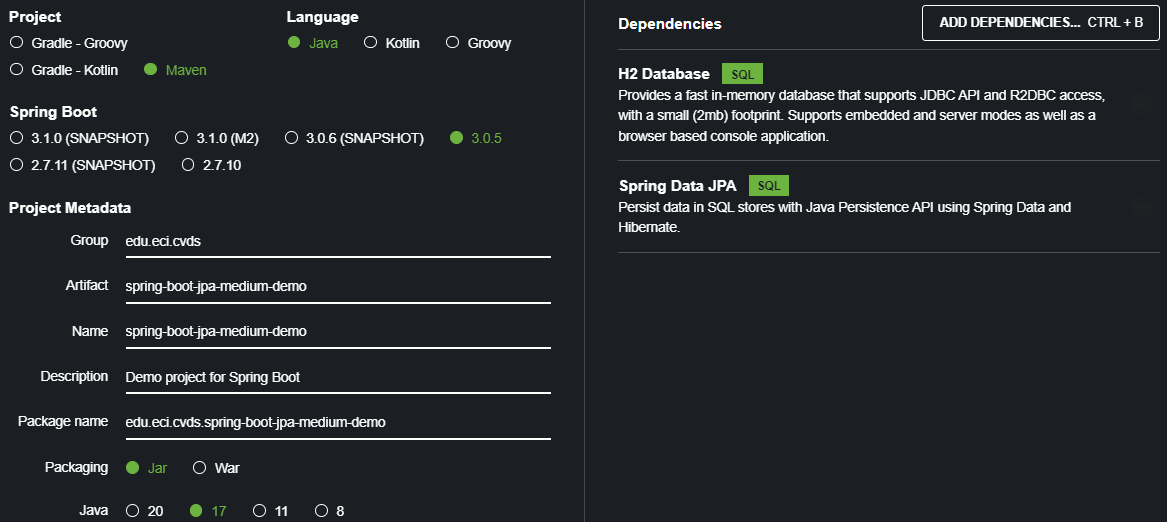 Project
Gradle - Groovy
Gradle - Kotlin Maven
Language
Java Kotlin Groovy
Spring Boot
3.1.0 (SNAPSHOT) 3.1.0 (M2) 3.0.6 (SNAPSHOT) 3.0.5
2.7.11 (SNAPSHOT) 2.7.10
Project Metadata
Group edu.eci.cvds
Artifact spring-boot-jpa-medium-demo
Name spring-boot-jpa-medium-demo
Description Demo project for Spring Boot
Package name edu.eci.cvds.spring-boot-jpa-medium-demo
Packaging Jar War
Java 20 17 11 8
Dependencies ADD DEPENDENCIES... CTRL + B
H2 Database SQL
Provides a fast in-memory database that supports JDBC API and R2DBC access,
with a small (2mb) footprint. Supports embedded and server modes as well as a
browser based console application.
Spring Data JPA SQL
Persist data in SQL stores with Java Persistence API using Spring Data and
Hibernate.